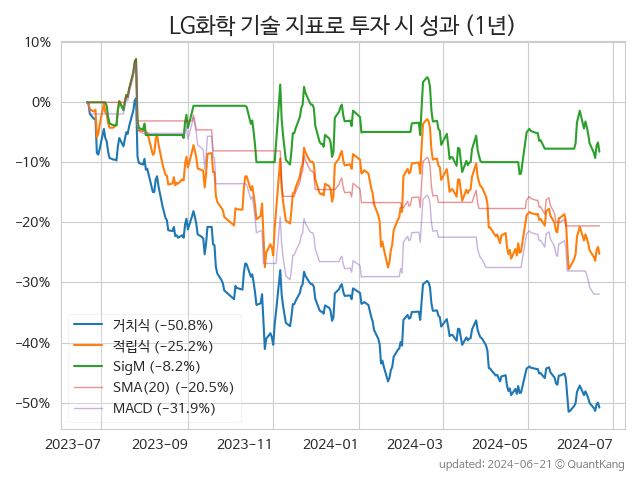 LG화학 기술 지표로 투자 시 성과 (1년)
10%
0%
−10%
−20%
−30%
−40%
−50%
거치식 (−50.8%)
적립식 (−25.2%)
SigM (−8.2%)
SMA(20) (−20.5%)
MACD (−31.9%)
2023−07 2023−09 2023−11 2024−01 2024−03 2024−05 2024−07
updated: 2024−06−21 © QuantKang